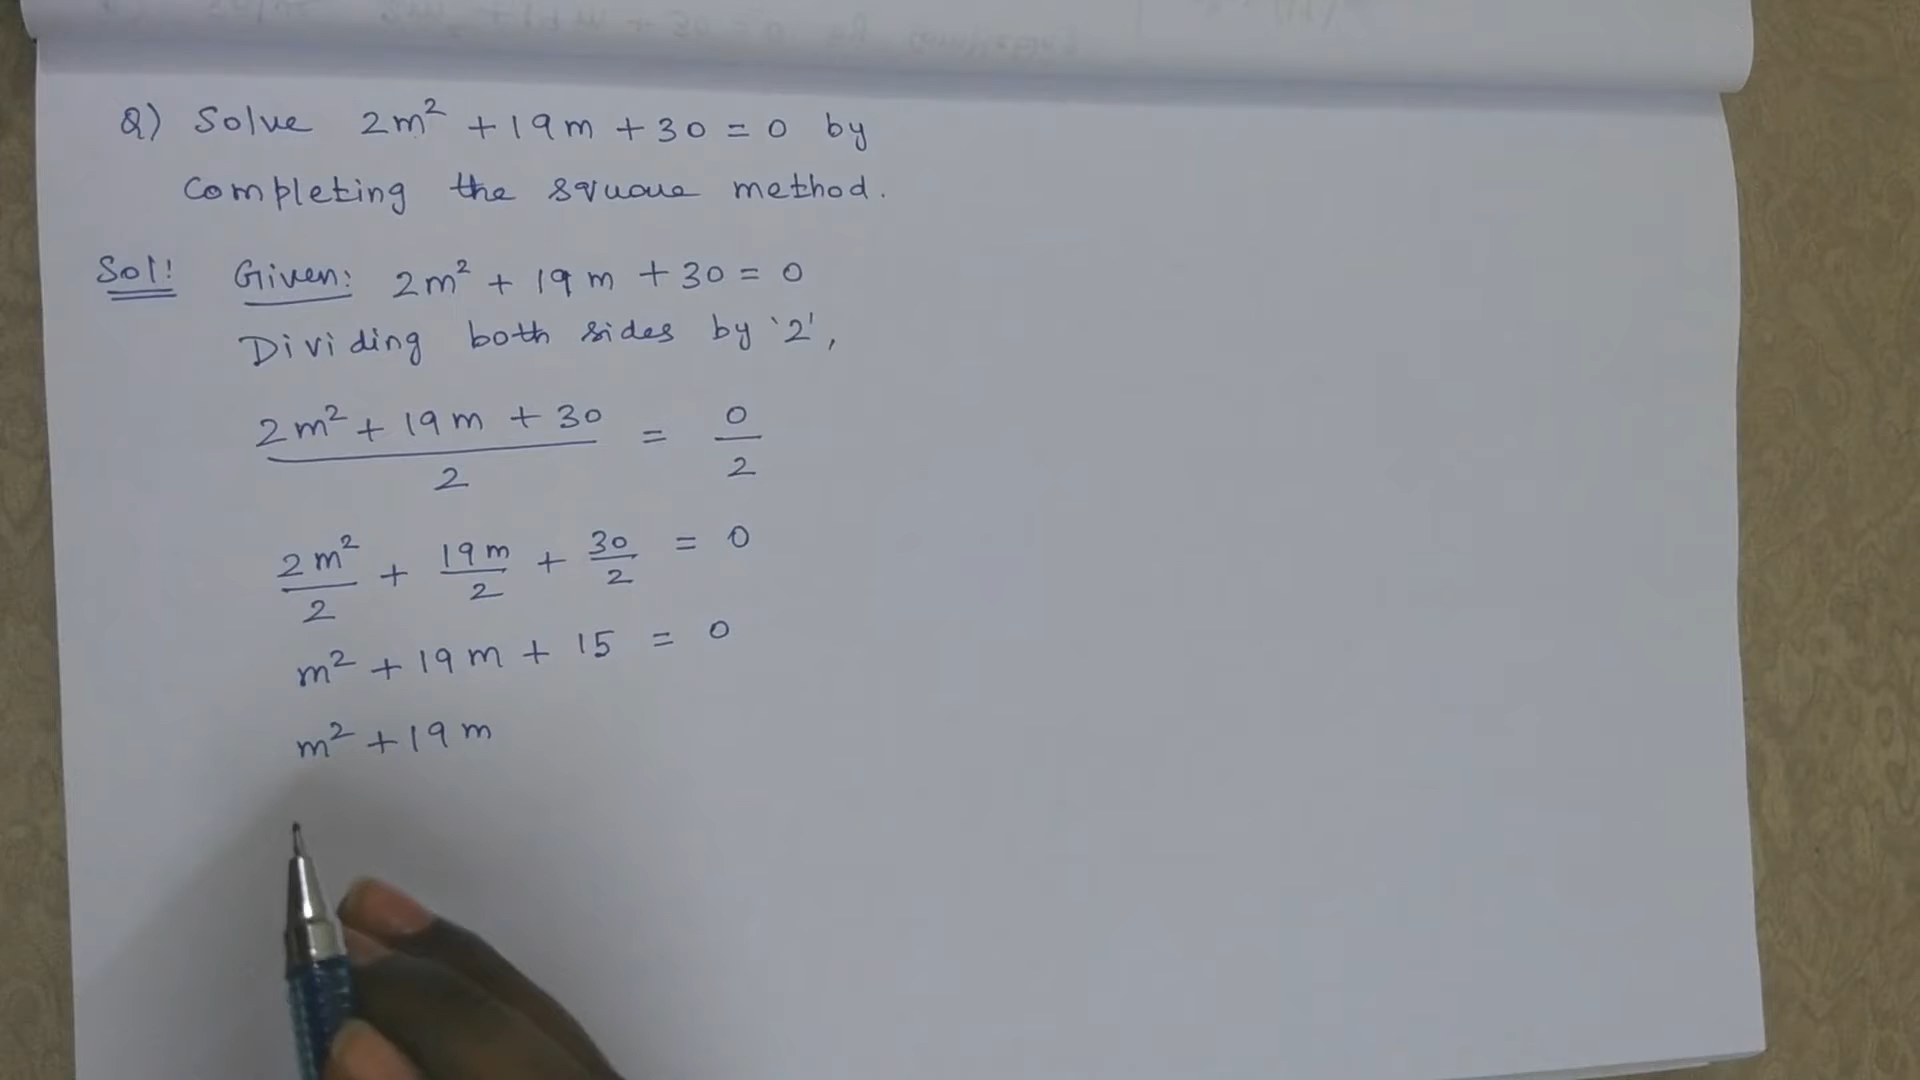 Q) Solve 2m² + 19m + 30 = 0 by
completing the square method.
Sol! Given: 2m² + 19m + 30 = 0
Dividing both sides by '2',
2m² + 19m + 30 / 2 = 0 / 2
2m²/2 + 19m/2 + 30/2 = 0
m² + 19m + 15 = 0
m² + 19m